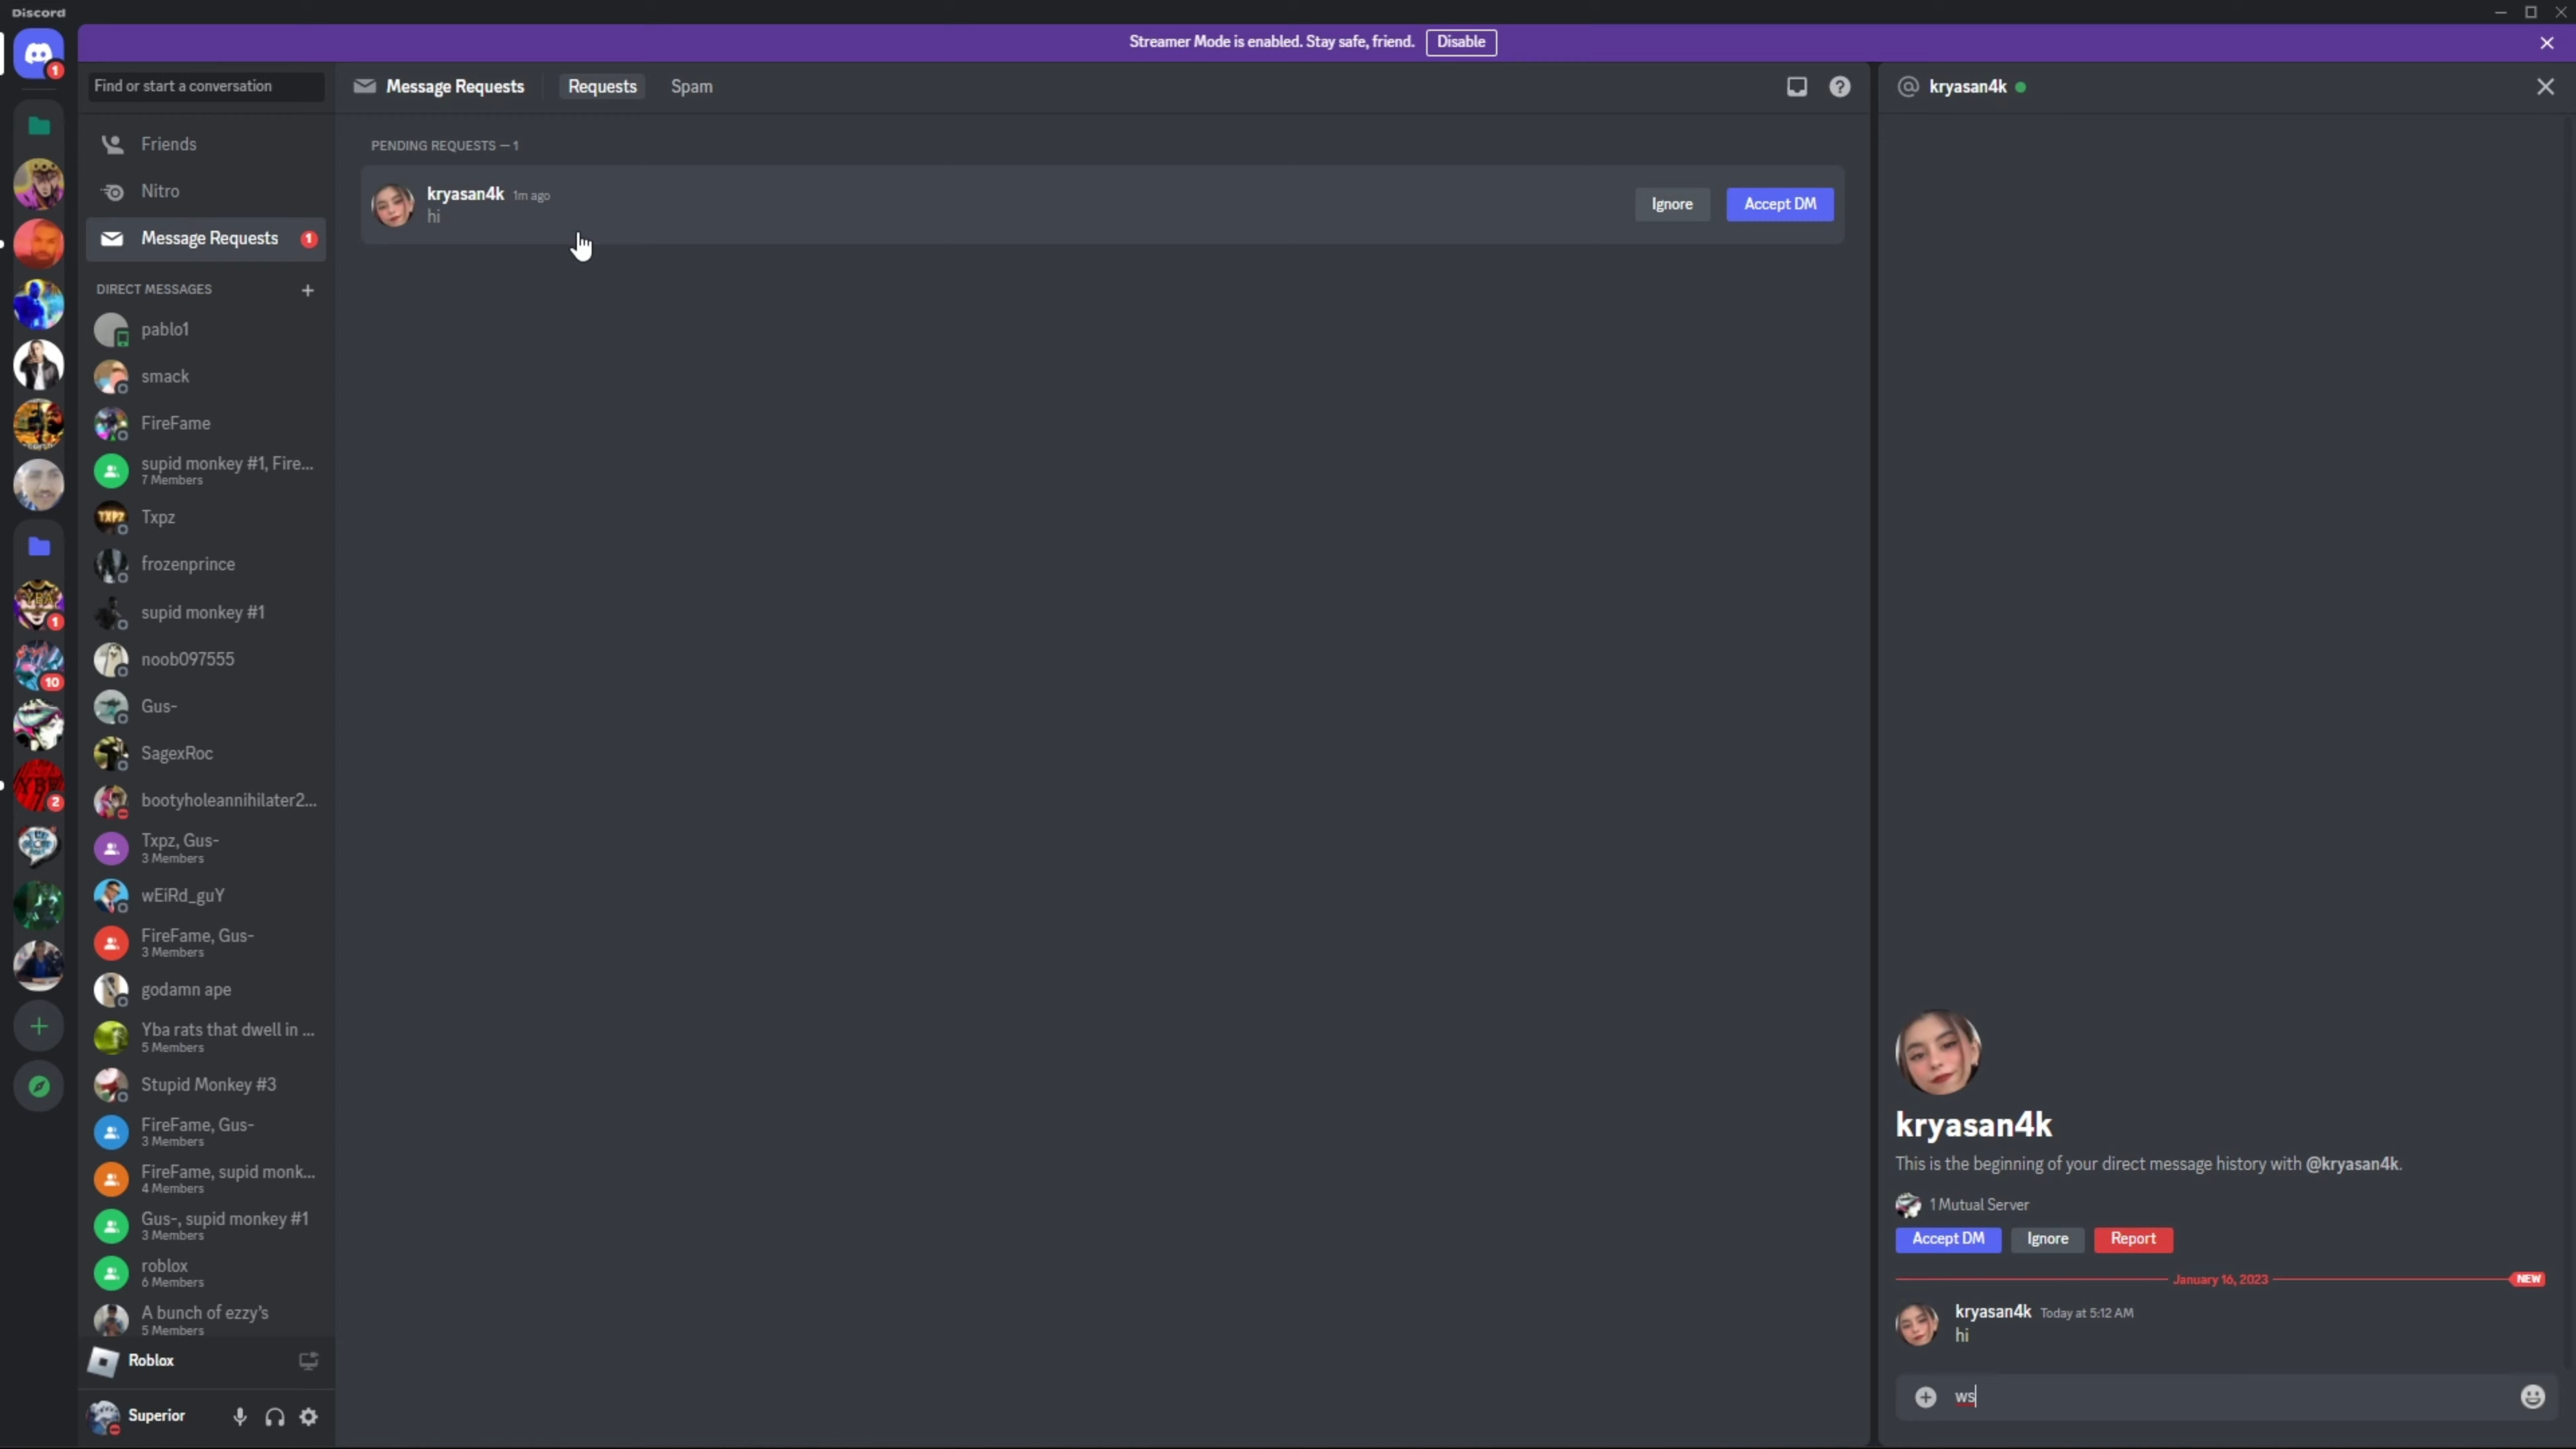 Discord
Streamer Mode is enabled. Stay safe, friend. Disable
1
Find or start a conversation
Message Requests Requests Spam
kryasan4k
Friends
Nitro
Message Requests 1
DIRECT MESSAGES
pablo1
smack
FireFame
supid monkey #1, Fire...
7 Members
TXPZ
Txpz
frozenprince
supid monkey #1
1
noob097555
10
Gus-
SagexRoc
2
bootyholeannihilater2...
Txpz, Gus-
3 Members
wEiRd_guY
FireFame, Gus-
3 Members
godamn ape
Yba rats that dwell in ...
5 Members
Stupid Monkey #3
FireFame, Gus-
3 Members
FireFame, supid monk...
4 Members
Gus-, supid monkey #1
3 Members
roblox
6 Members
A bunch of ezzy's
5 Members
Roblox
Superior
PENDING REQUESTS — 1
kryasan4k 1m ago
hi
Ignore Accept DM
kryasan4k
This is the beginning of your direct message history with @kryasan4k.
1 Mutual Server
Accept DM Ignore Report
January 16, 2023 NEW
kryasan4k Today at 5:12 AM
hi
ws